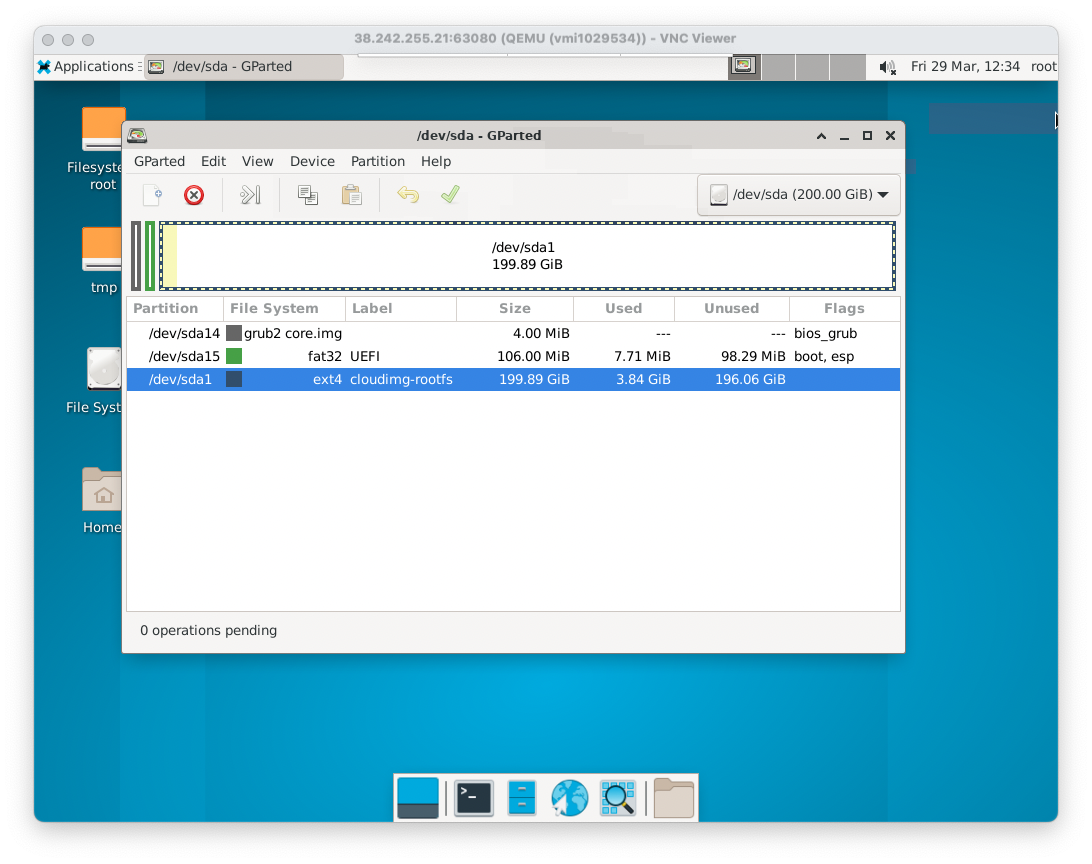 38.242.255.21:63080 (QEMU (vmi1029534)) - VNC Viewer
Applications /dev/sda - GParted Fri 29 Mar, 12:34 root
Filesyste
root
tmp
File Syst
Home
/dev/sda - GParted
GParted Edit View Device Partition Help
/dev/sda (200.00 GiB)
/dev/sda1
199.89 GiB
Partition File System Label Size Used Unused Flags
/dev/sda14 grub2 core.img 4.00 MiB --- --- bios_grub
/dev/sda15 fat32 UEFI 106.00 MiB 7.71 MiB 98.29 MiB boot, esp
/dev/sda1 ext4 cloudimg-rootfs 199.89 GiB 3.84 GiB 196.06 GiB
0 operations pending